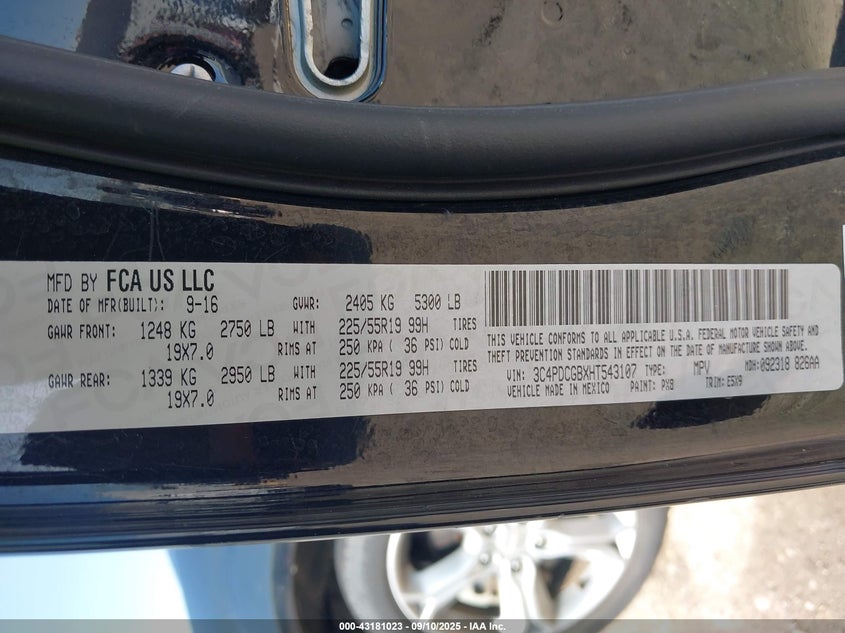 MFD BY FCA US LLC
DATE OF MFR(BUILT): 9-16 GVWR: 2405 KG 5300 LB
GAWR FRONT: 1248 KG 2750 LB WITH 225/55R19 99H TIRES
19X7.0 RIMS AT 250 KPA ( 36 PSI) COLD
GAWR REAR: 1339 KG 2950 LB WITH 225/55R19 99H TIRES
19X7.0 RIMS AT 250 KPA ( 36 PSI) COLD
THIS VEHICLE CONFORMS TO ALL APPLICABLE U.S.A. FEDERAL MOTOR VEHICLE SAFETY AND
THEFT PREVENTION STANDARDS IN EFFECT ON THE DATE OF MANUFACTURE SHOWN ABOVE.
VIN: 3C4PDCGBXHT543107 TYPE: MPV MDH:092318 826AA
VEHICLE MADE IN MEXICO PAINT: PX8 TRIM: E5X9
000-43181023 - 09/10/2025 - IAA Inc.